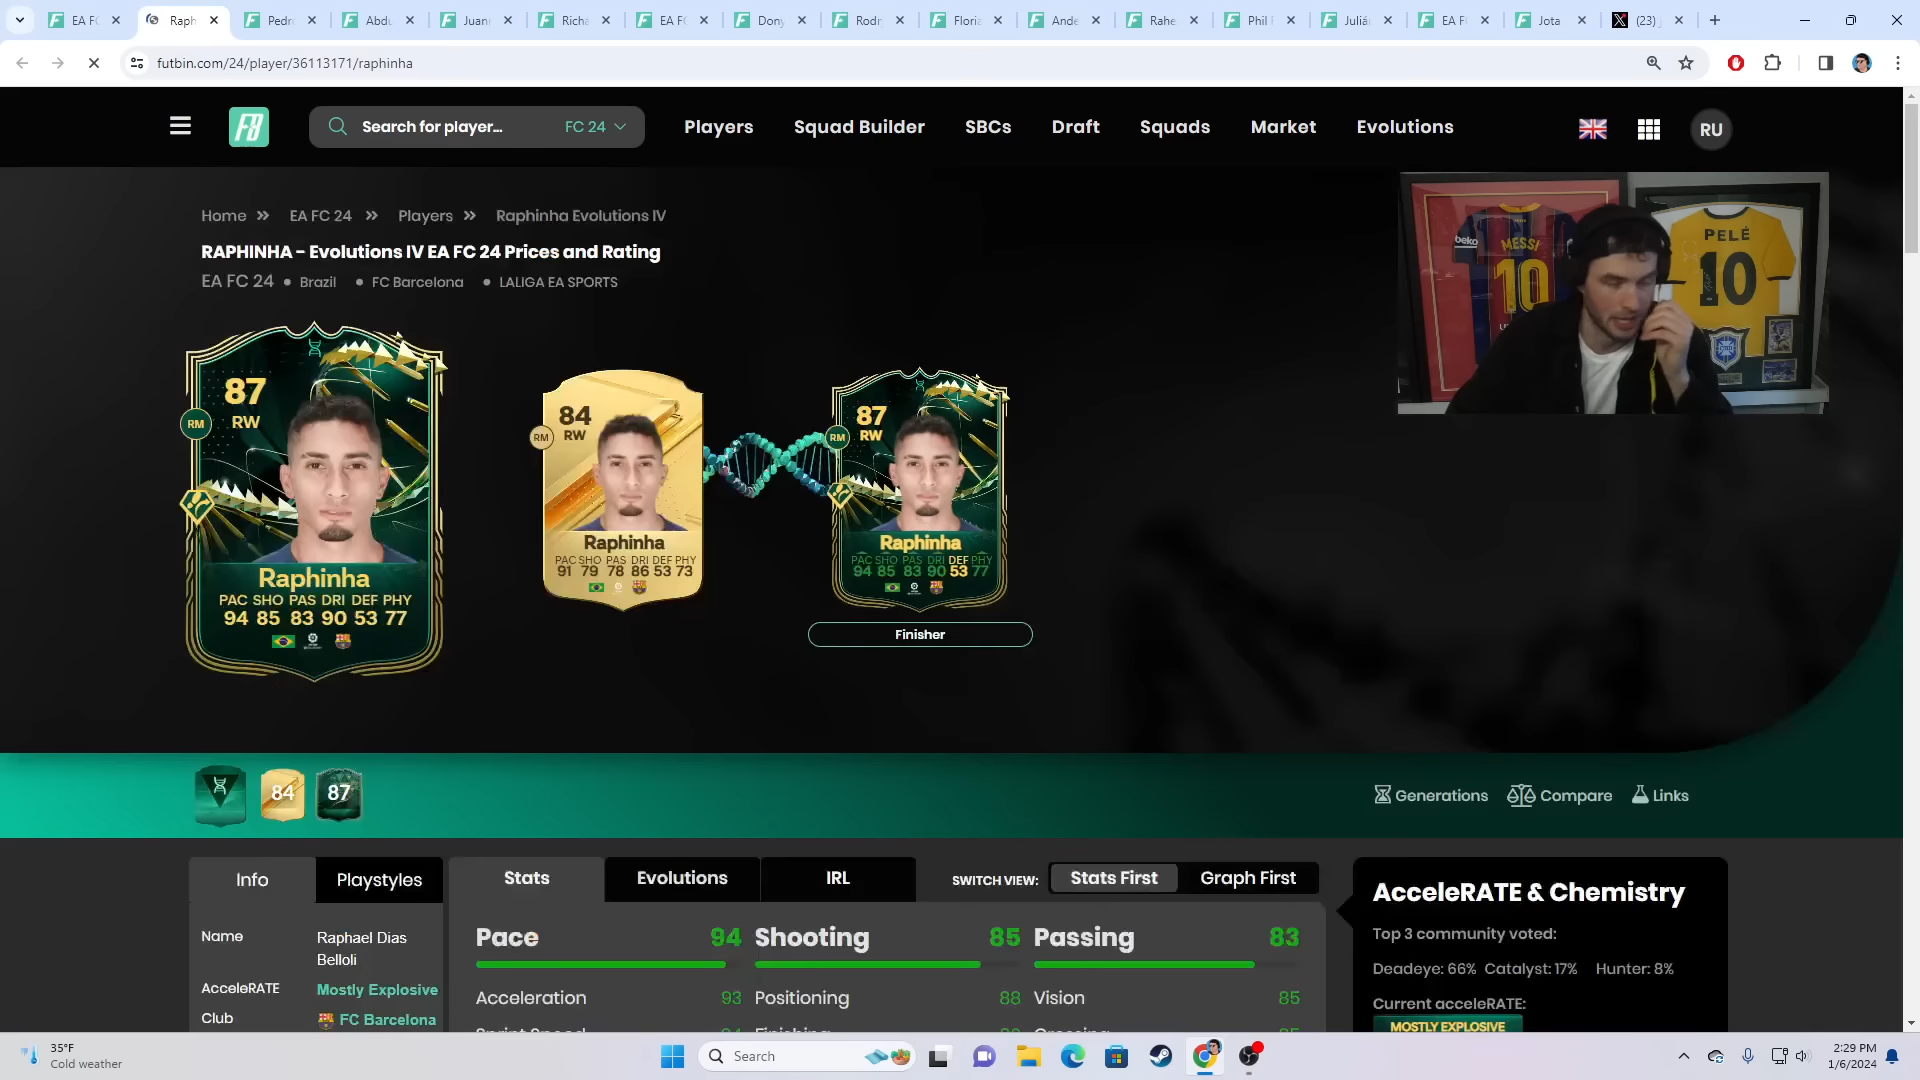 EA FC
Raph
Pedr
Abdu
Juan
Richa
EA FC
Dony
Rodr
Floria
Ande
Rahe
Phil
Juliá
EA F
Jota
(23)
futbin.com/24/player/36113171/raphinha
Search for player...
FC 24
Players
Squad Builder
SBCs
Draft
Squads
Market
Evolutions
RU
Home » EA FC 24 » Players » Raphinha Evolutions IV
RAPHINHA - Evolutions IV EA FC 24 Prices and Rating
EA FC 24 • Brazil • FC Barcelona • LALIGA EA SPORTS
beko
MESSI
10
PELÉ
10
87
RW
RM
Raphinha
PAC SHO PAS DRI DEF PHY
94 85 83 90 53 77
84
RW
RM
Raphinha
PAC SHO PAS DRI DEF PHY
91 79 78 86 53 73
87
RW
RM
Raphinha
PAC SHO PAS DRI DEF PHY
94 85 83 90 53 77
Finisher
84
87
Generations
Compare
Links
Info
Playstyles
Stats
Evolutions
IRL
SWITCH VIEW:
Stats First
Graph First
Name
Raphael Dias
Belloli
AcceleRATE
Mostly Explosive
Club
FC Barcelona
Pace 94
Shooting 85
Passing 83
Acceleration 93
Positioning 88
Vision 85
AcceleRATE & Chemistry
Top 3 community voted:
Deadeye: 66% Catalyst: 17% Hunter: 8%
Current acceleRATE:
MOSTLY EXPLOSIVE
35°F
Cold weather
Search
2:29 PM
1/6/2024